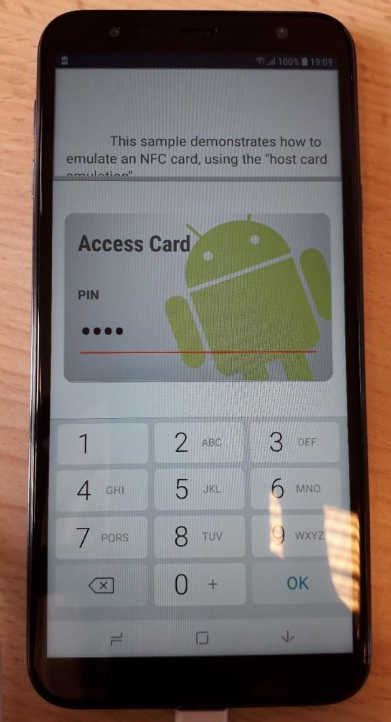 100% 19:09
This sample demonstrates how to
emulate an NFC card, using the "host card
emulation"
Access Card
PIN
1
2 ABC
3 DEF
4 GHI
5 JKL
6 MNO
7 PQRS
8 TUV
9 WXYZ
0 +
OK